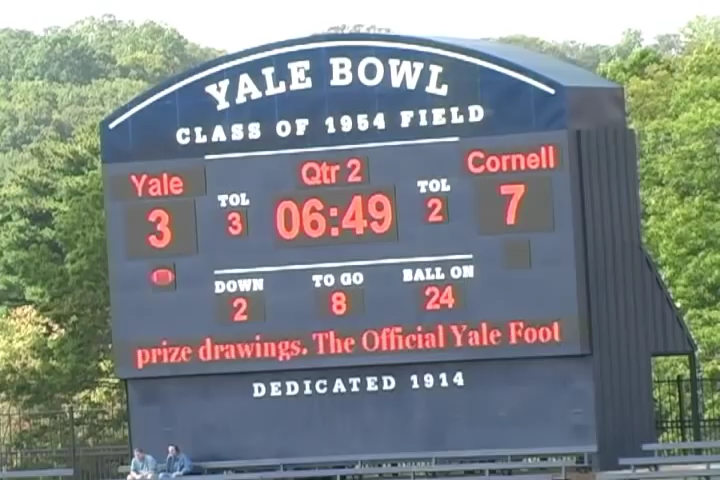 YALE BOWL
CLASS OF 1954 FIELD
Yale Qtr 2 Cornell
TOL TOL
3 3 06:49 2 7
DOWN TO GO BALL ON
2 8 24
prize drawings. The Official Yale Foot
DEDICATED 1914